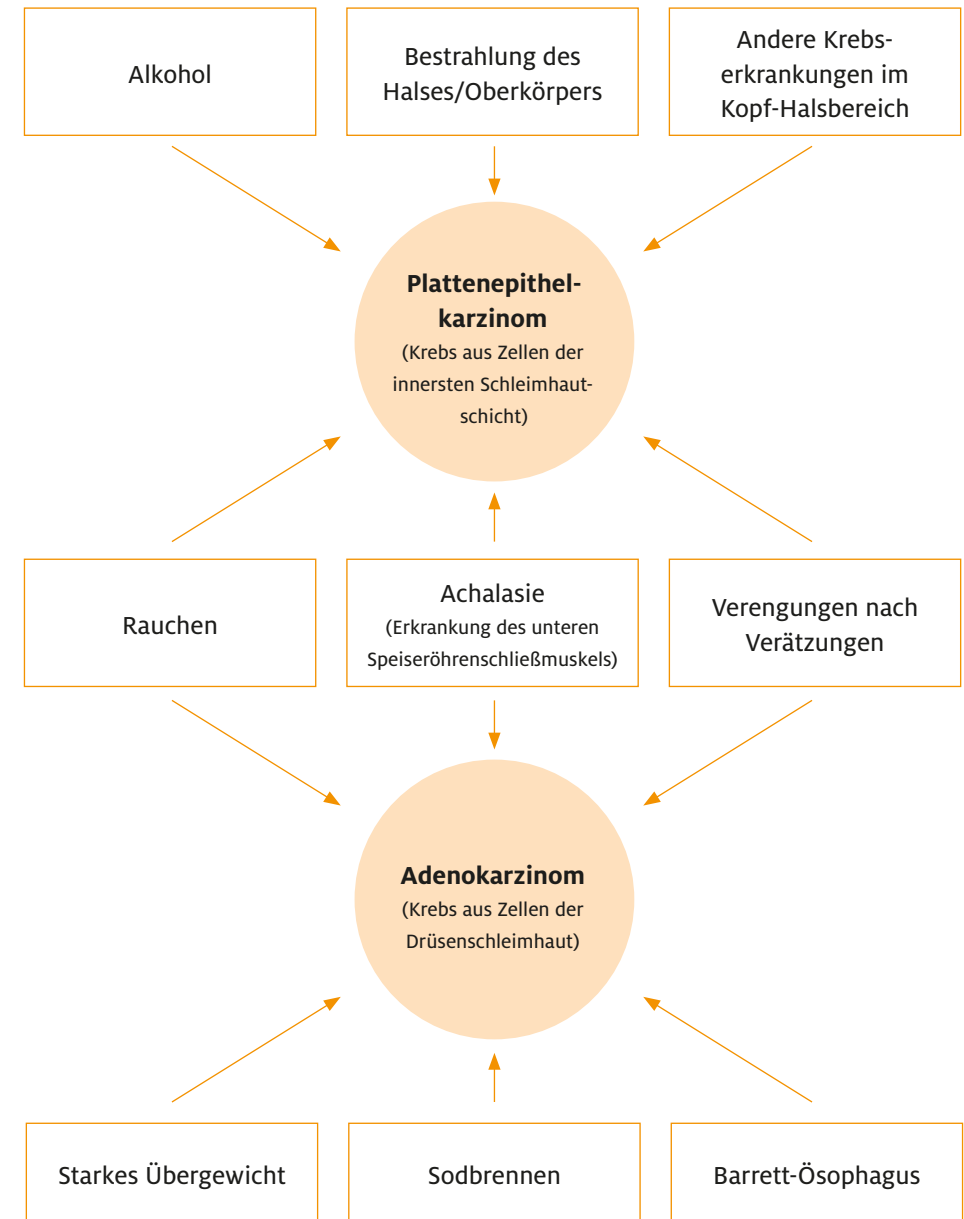 Alkohol
Bestrahlung des
Halses/Oberkörpers
Andere Krebs-
erkrankungen im
Kopf-Halsbereich
Plattenepithel-
karzinom
(Krebs aus Zellen der
innersten Schleimhaut-
schicht)
Rauchen
Achalasie
(Erkrankung des unteren
Speiseröhrenschließmuskels)
Verengungen nach
Verätzungen
Adenokarzinom
(Krebs aus Zellen der
Drüsenschleimhaut)
Starkes Übergewicht
Sodbrennen
Barrett-Ösophagus